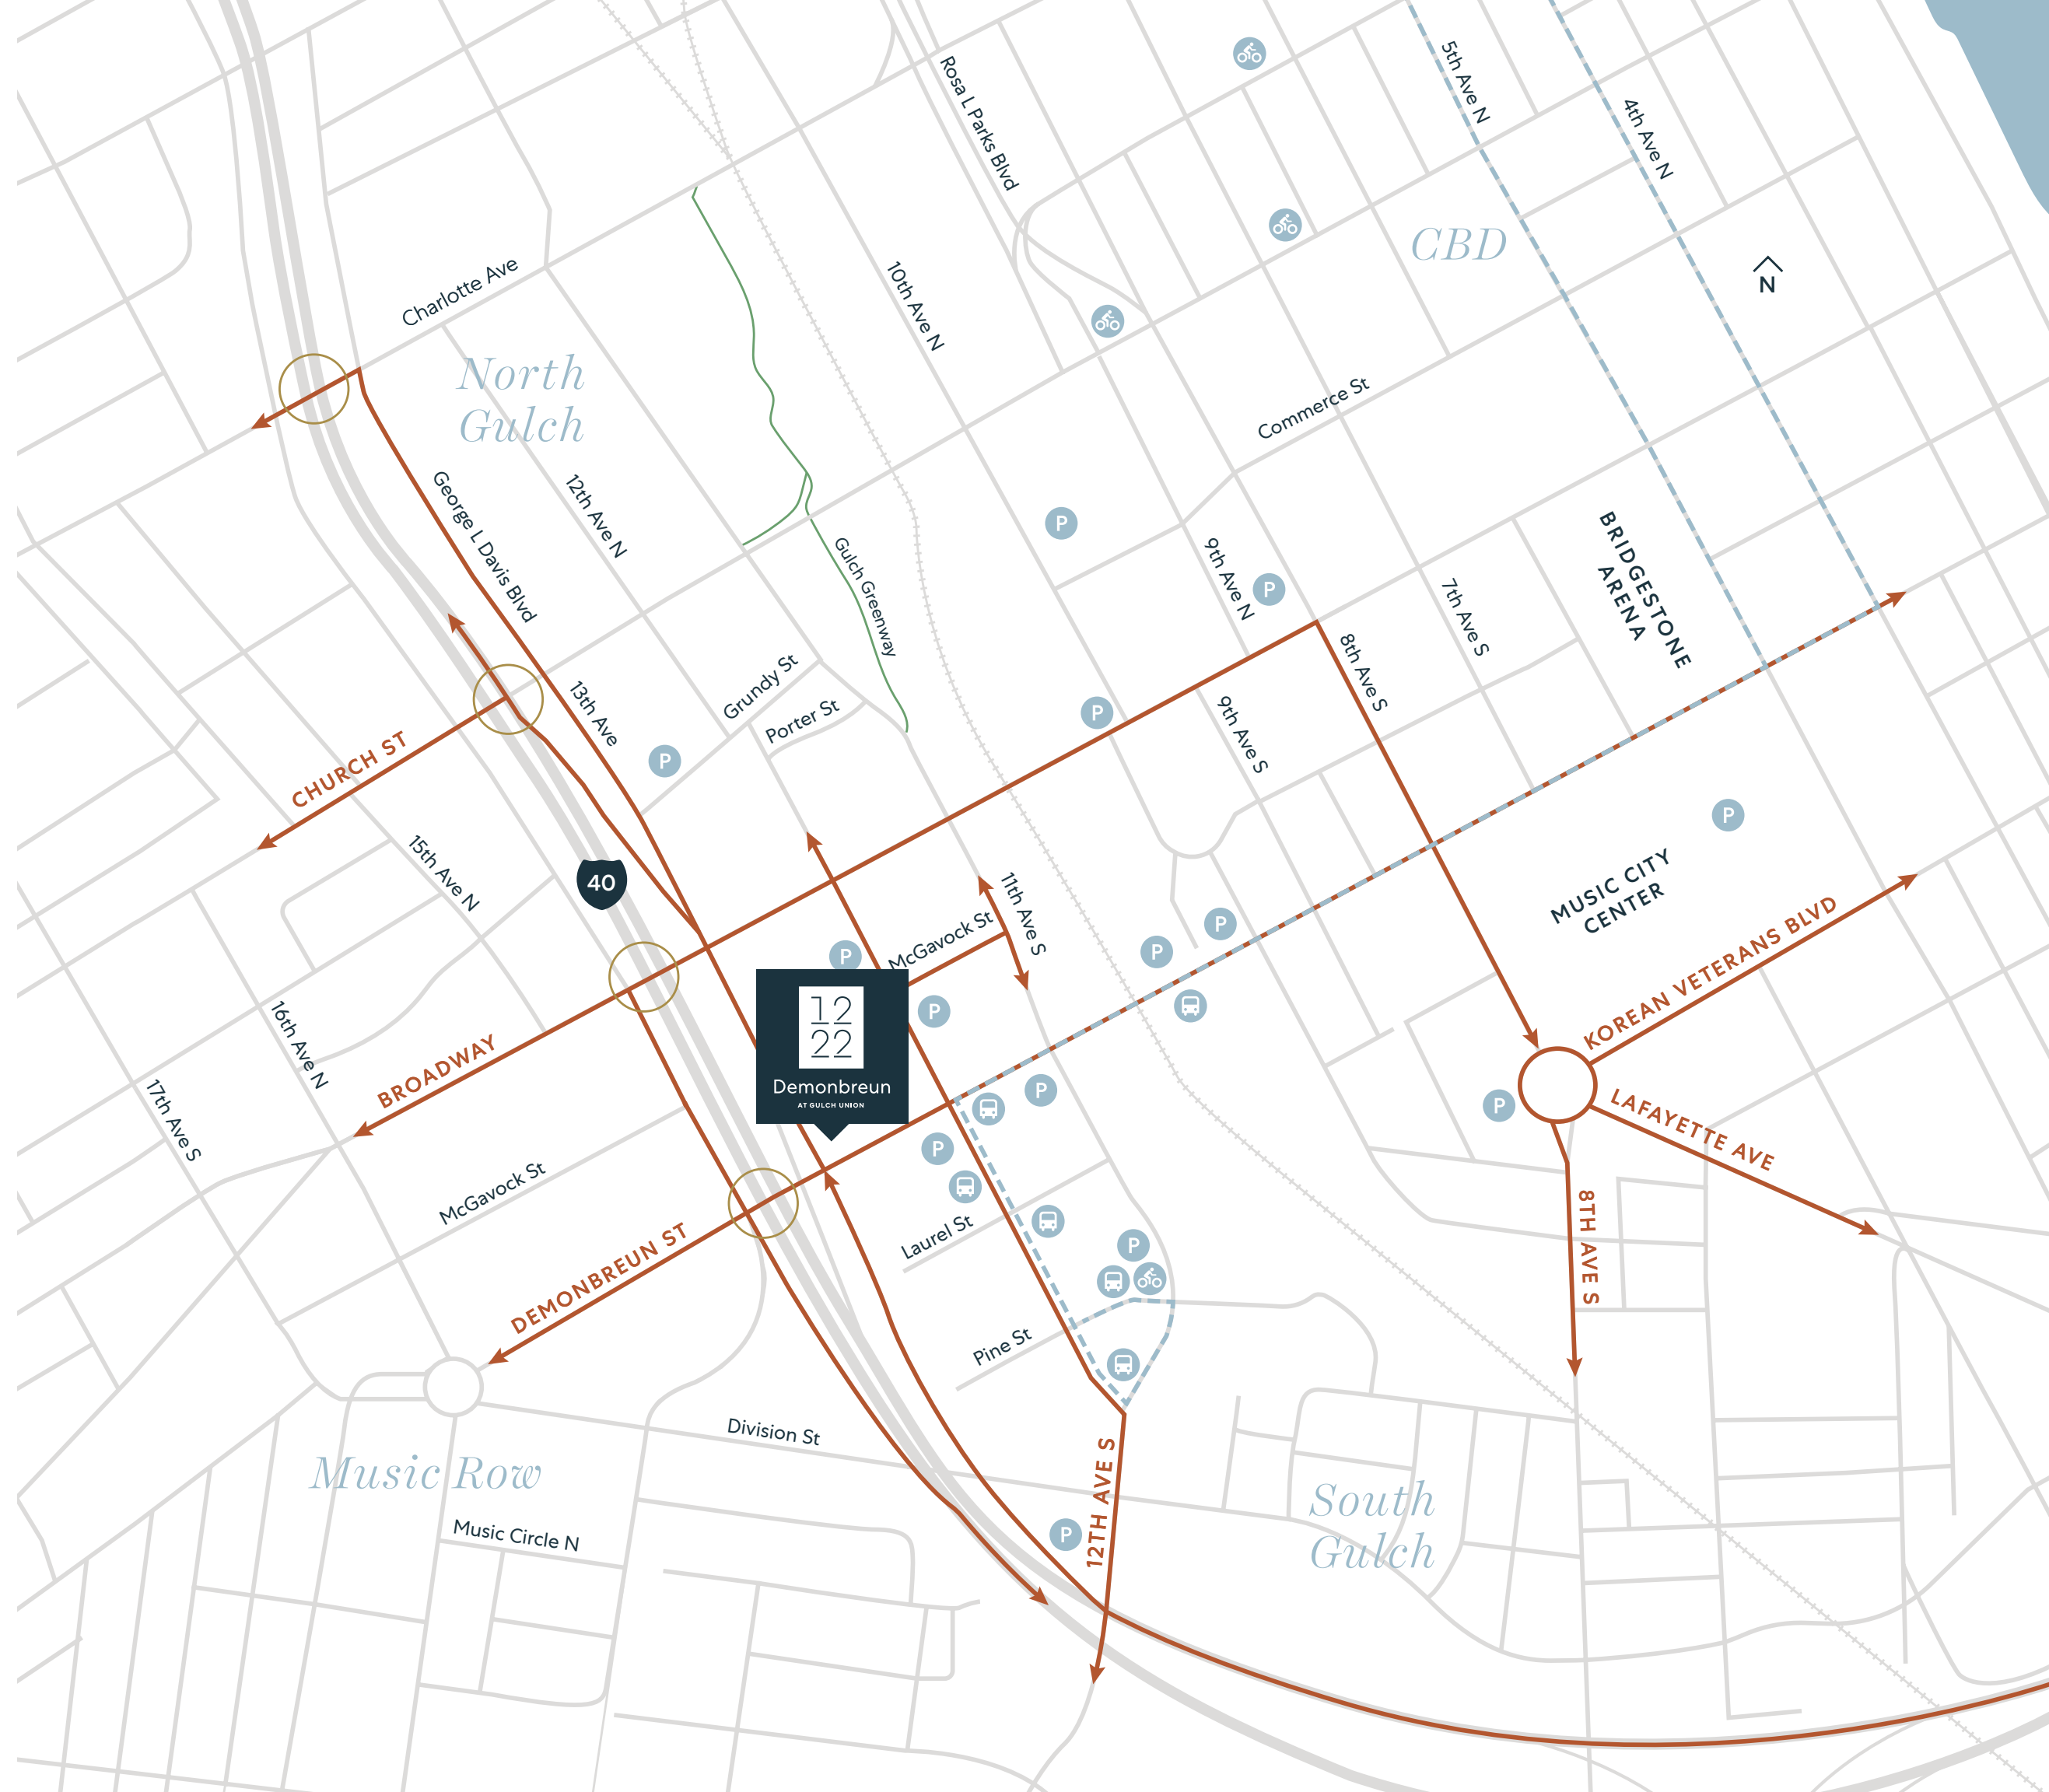 Rosa L Parks Blvd
5th Ave N
4th Ave N
CBD
N
Charlotte Ave
10th Ave N
North
Gulch
Commerce St
George L Davis Blvd
12th Ave N
Gulch Greenway
9th Ave N
P
P
7th Ave S
BRIDGESTONE
ARENA
8th Ave S
13th Ave
Grundy St
Porter St
9th Ave S
P
P
CHURCH ST
P
MUSIC CITY
CENTER
15th Ave N
40
11th Ave S
McGavock St
P
P
P
KOREAN VETERANS BLVD
12
22
Demonbreun
AT GULCH UNION
P
16th Ave N
BROADWAY
P
P
LAFAYETTE AVE
17th Ave S
P
McGavock St
8TH AVE S
Laurel St
P
DEMONBREUN ST
Pine St
Division St
Music Row
12TH AVE S
South
Gulch
Music Circle N
P